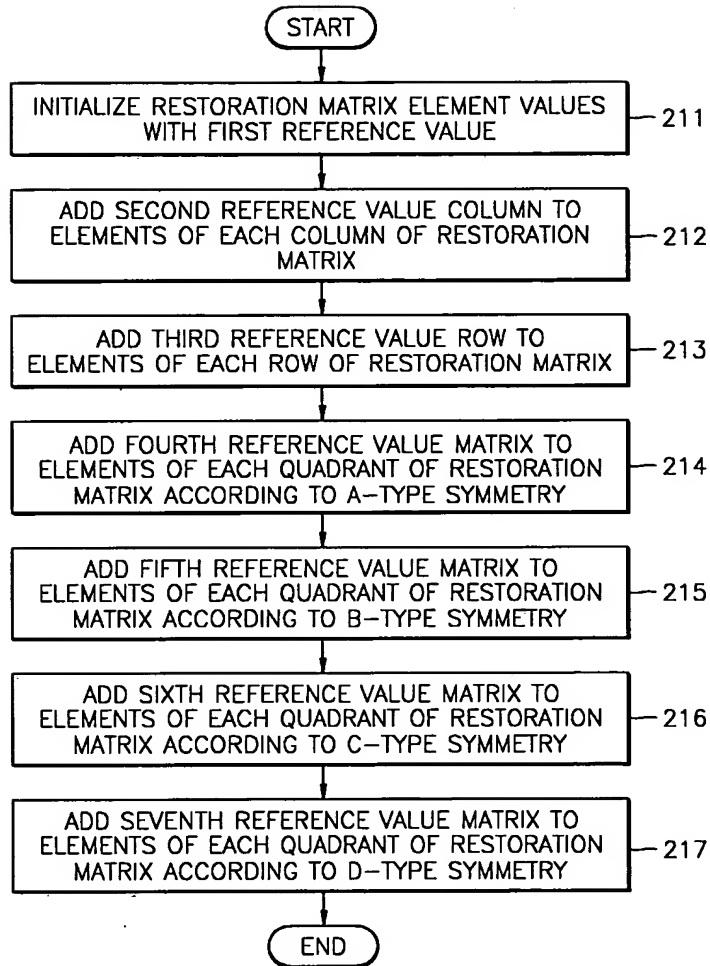 START
INITIALIZE RESTORATION MATRIX ELEMENT VALUES
WITH FIRST REFERENCE VALUE
211
ADD SECOND REFERENCE VALUE COLUMN TO
ELEMENTS OF EACH COLUMN OF RESTORATION
MATRIX
212
ADD THIRD REFERENCE VALUE ROW TO
ELEMENTS OF EACH ROW OF RESTORATION MATRIX
213
ADD FOURTH REFERENCE VALUE MATRIX TO
ELEMENTS OF EACH QUADRANT OF RESTORATION
MATRIX ACCORDING TO A-TYPE SYMMETRY
214
ADD FIFTH REFERENCE VALUE MATRIX TO
ELEMENTS OF EACH QUADRANT OF RESTORATION
MATRIX ACCORDING TO B-TYPE SYMMETRY
215
ADD SIXTH REFERENCE VALUE MATRIX TO
ELEMENTS OF EACH QUADRANT OF RESTORATION
MATRIX ACCORDING TO C-TYPE SYMMETRY
216
ADD SEVENTH REFERENCE VALUE MATRIX TO
ELEMENTS OF EACH QUADRANT OF RESTORATION
MATRIX ACCORDING TO D-TYPE SYMMETRY
217
END